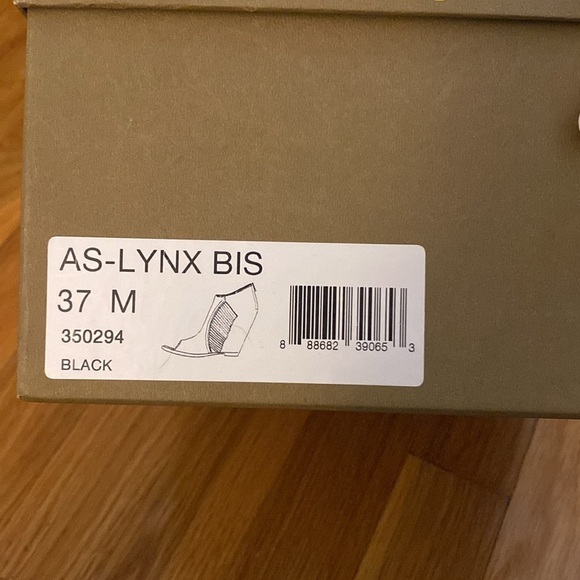 AS-LYNX BIS
37 M
350294
BLACK
8 88682 39065 3